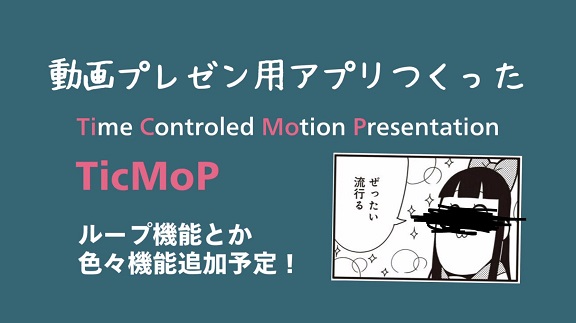 動画プレゼン用アプリつくった
Time Controled Motion Presentation
TicMoP
ぜったい
流行る
ループ機能とか
色々機能追加予定！